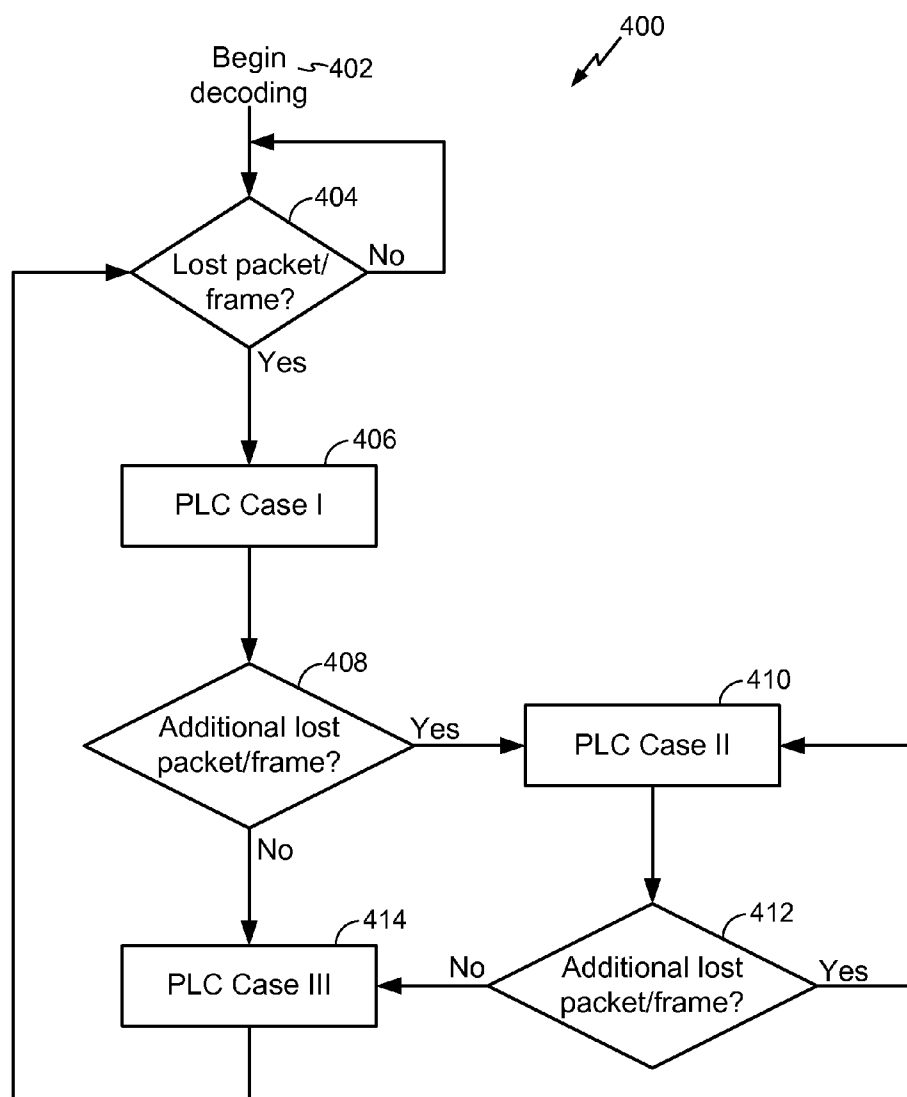 400
Begin
decoding
402
404
Lost packet/
frame?
No
Yes
406
PLC Case I
408
Additional lost
packet/frame?
Yes
410
PLC Case II
No
412
Additional lost
packet/frame?
No
Yes
414
PLC Case III